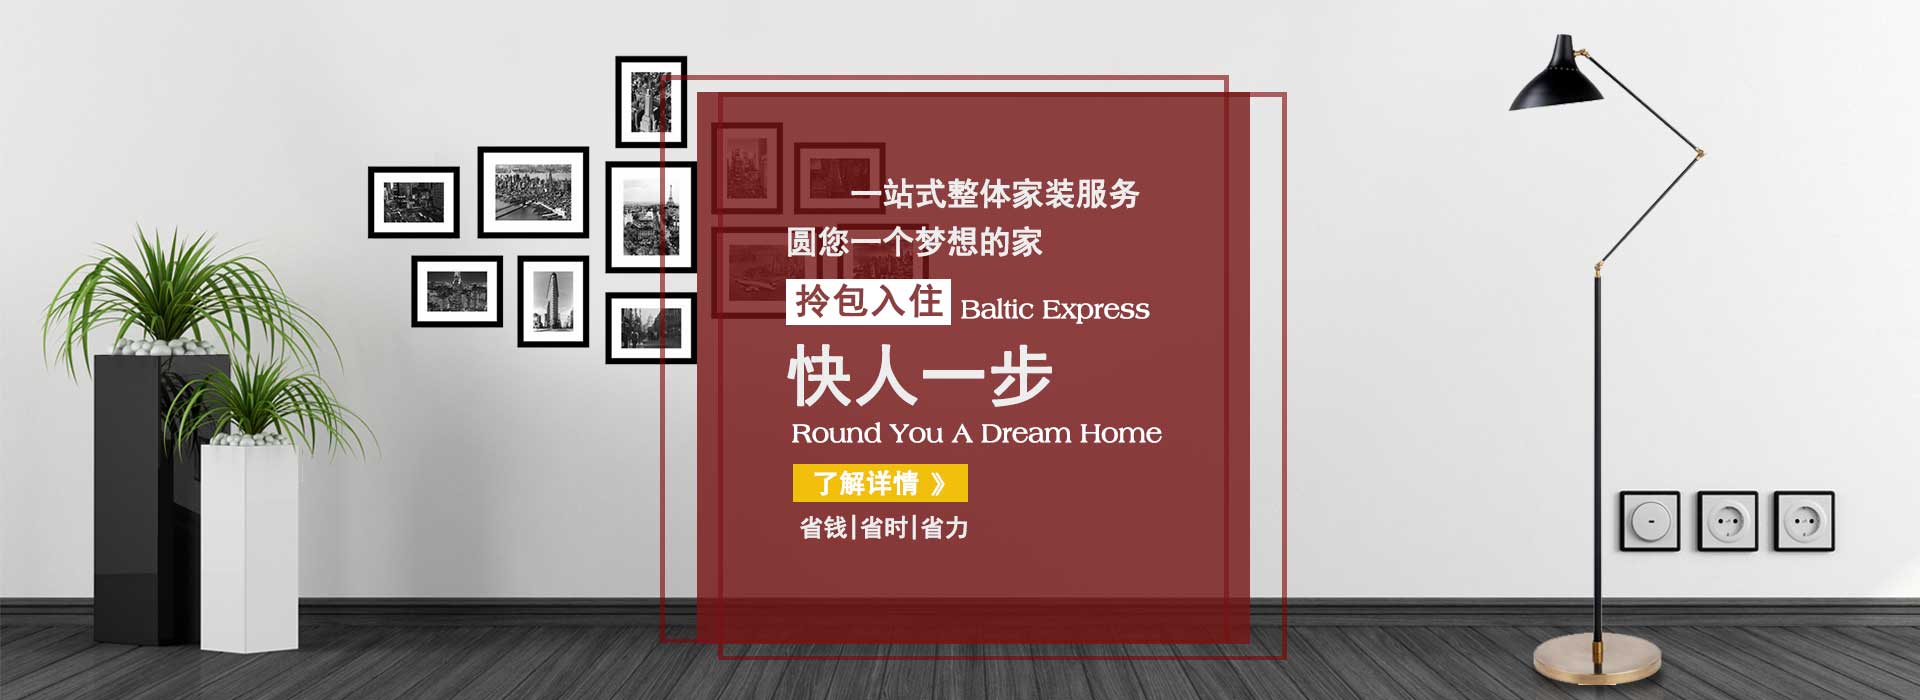 一站式整体家装服务
圆您一个梦想的家
拎包入住 Baltic Express
快人一步
Round You A Dream Home
了解详情 》
省钱|省时|省力